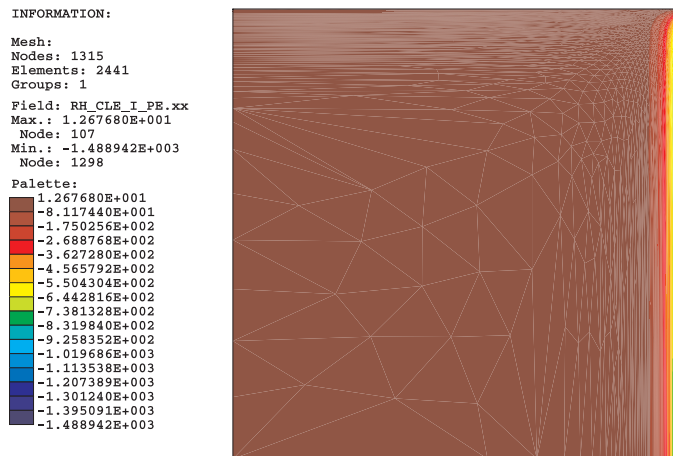 INFORMATION:
Mesh:
Nodes: 1315
Elements: 2441
Groups: 1
Field: RH_CLE_I_PE.xx
Max.: 1.267680E+001
Node: 107
Min.: -1.488942E+003
Node: 1298
Palette:
1.267680E+001
-8.117440E+001
-1.750256E+002
-2.688768E+002
-3.627280E+002
-4.565792E+002
-5.504304E+002
-6.442816E+002
-7.381328E+002
-8.319840E+002
-9.258352E+002
-1.019686E+003
-1.113538E+003
-1.207389E+003
-1.301240E+003
-1.395091E+003
-1.488942E+003